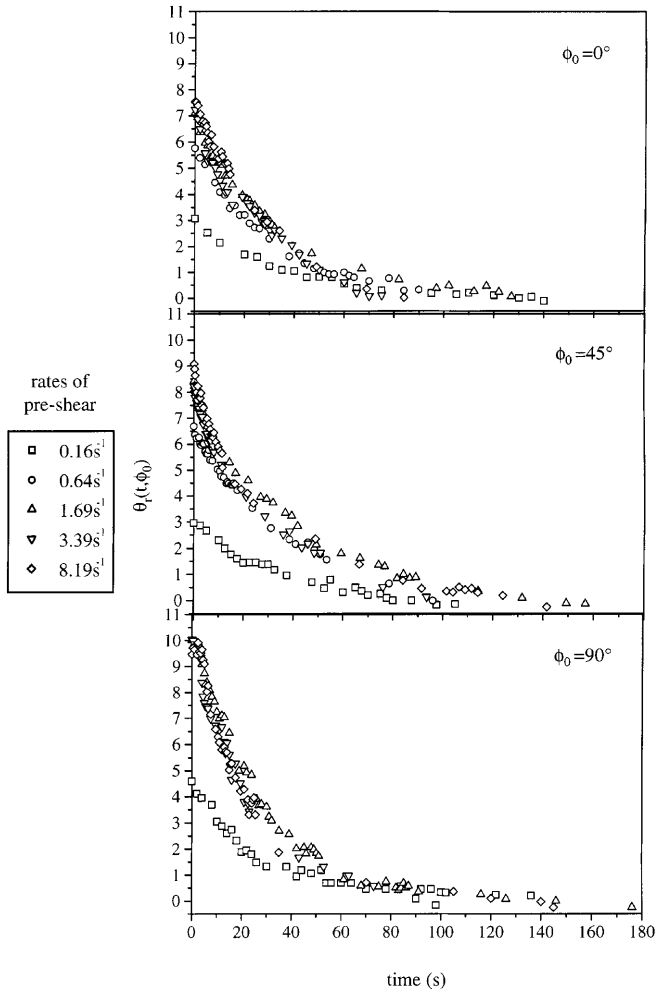 11
10
9
8
7
6
5
4
3
2
1
0
ϕ₀=0°
11
10
9
8
7
6
5
4
3
2
1
0
ϕ₀=45°
rates of
pre-shear
0.16s⁻¹
0.64s⁻¹
1.69s⁻¹
3.39s⁻¹
8.19s⁻¹
θᵣ(t,ϕ₀)
11
10
9
8
7
6
5
4
3
2
1
0
ϕ₀=90°
0 20 40 60 80 100 120 140 160 180
time (s)